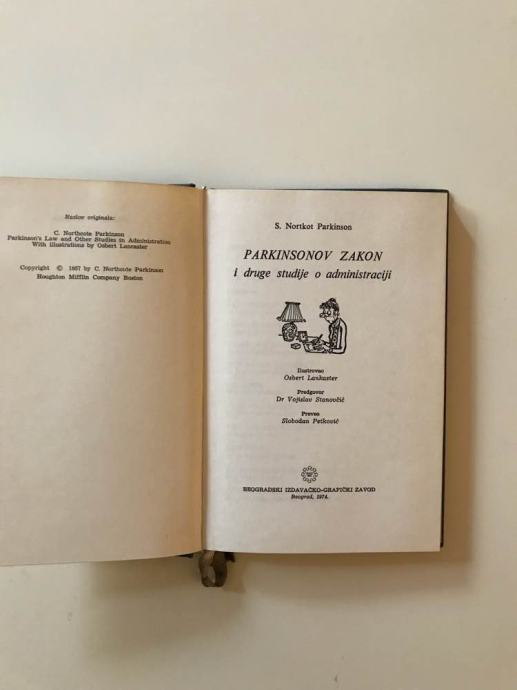 Naslov originala:
C. Northcote Parkinson
Parkinson's Law and Other Studies in Administration
With illustrations by Osbert Lancaster
Copyright © 1957 by C. Northcote Parkinson
Houghton Mifflin Company Boston
S. Nortkot Parkinson
PARKINSONOV ZAKON
i druge studije o administraciji
Ilustrovao
Osbert Lankaster
Predgovor
Dr Vojislav Stanovčić
Preveo
Slobodan Petković
BEOGRADSKI IZDAVAČKO-GRAFIČKI ZAVOD
Beograd, 1974.